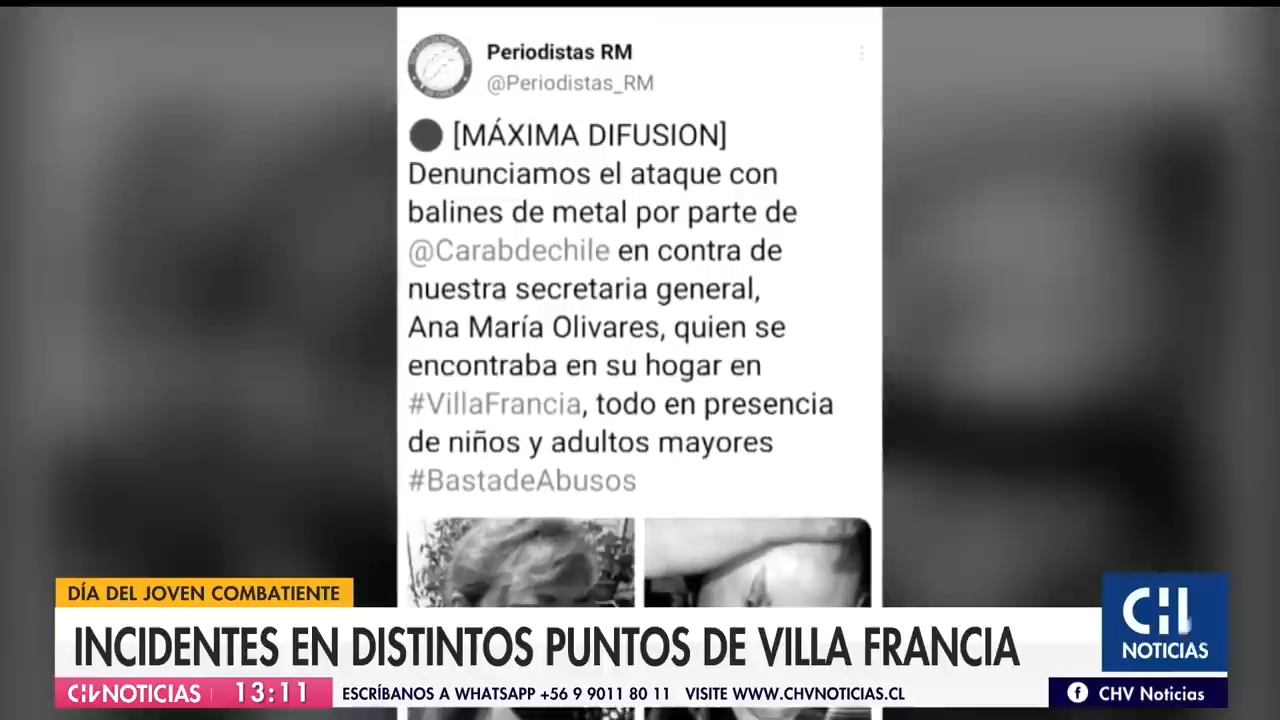 Periodistas RM
@Periodistas_RM
[MÁXIMA DIFUSION]
Denunciamos el ataque con
balines de metal por parte de
@Carabdechile en contra de
nuestra secretaria general,
Ana María Olivares, quien se
encontraba en su hogar en
#VillaFrancia, todo en presencia
de niños y adultos mayores
#BastadeAbusos
DÍA DEL JOVEN COMBATIENTE
INCIDENTES EN DISTINTOS PUNTOS DE VILLA FRANCIA
CHV NOTICIAS
CHVNOTICIAS 13:11 ESCRÍBANOS A WHATSAPP +56 9 9011 80 11 VISITE WWW.CHVNOTICIAS.CL
CHV Noticias